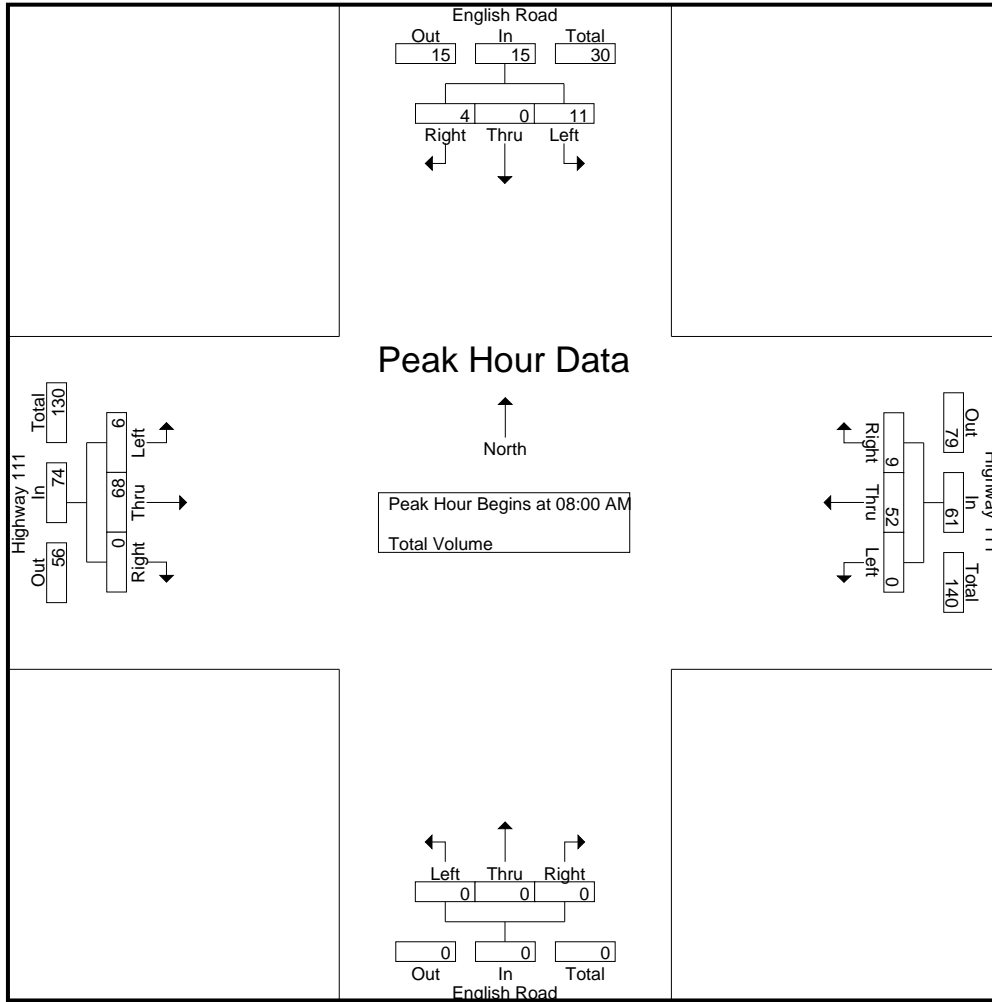 English Road
Out In Total
15 15 30
4 0 11
Right Thru Left
Peak Hour Data
North
Peak Hour Begins at 08:00 AM
Total Volume
Highway 111
Total In Out
130 74 56
6 68 0
Left Thru Right
Highway 111
Out In Total
79 61 140
9 52 0
Right Thru Left
Left Thru Right
0 0 0
0 0 0
Out In Total
English Road